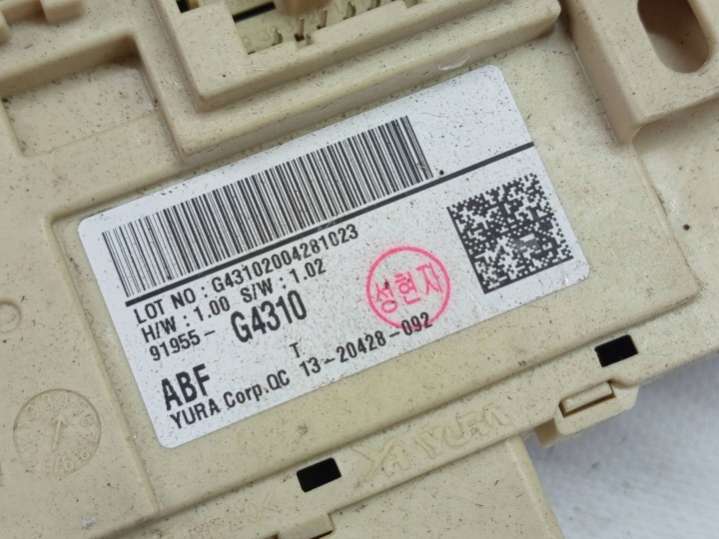 LOT NO : G43102004281023
H/W : 1.00 S/W : 1.02
91955- G4310
성현지
ABF T
YURA Corp.QC 13-20428-092
YURA